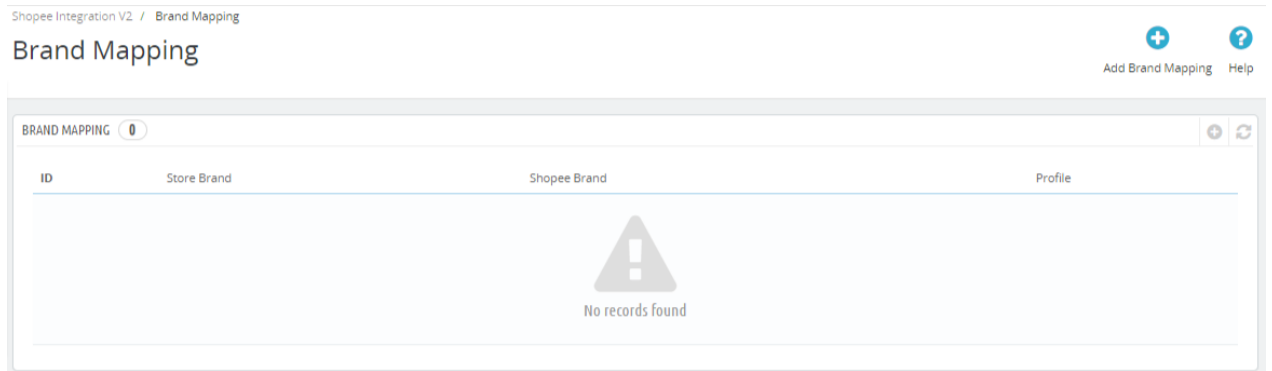 Shopee Integration V2 / Brand Mapping
Brand Mapping
Add Brand Mapping Help
BRAND MAPPING 0
ID Store Brand Shopee Brand Profile
No records found